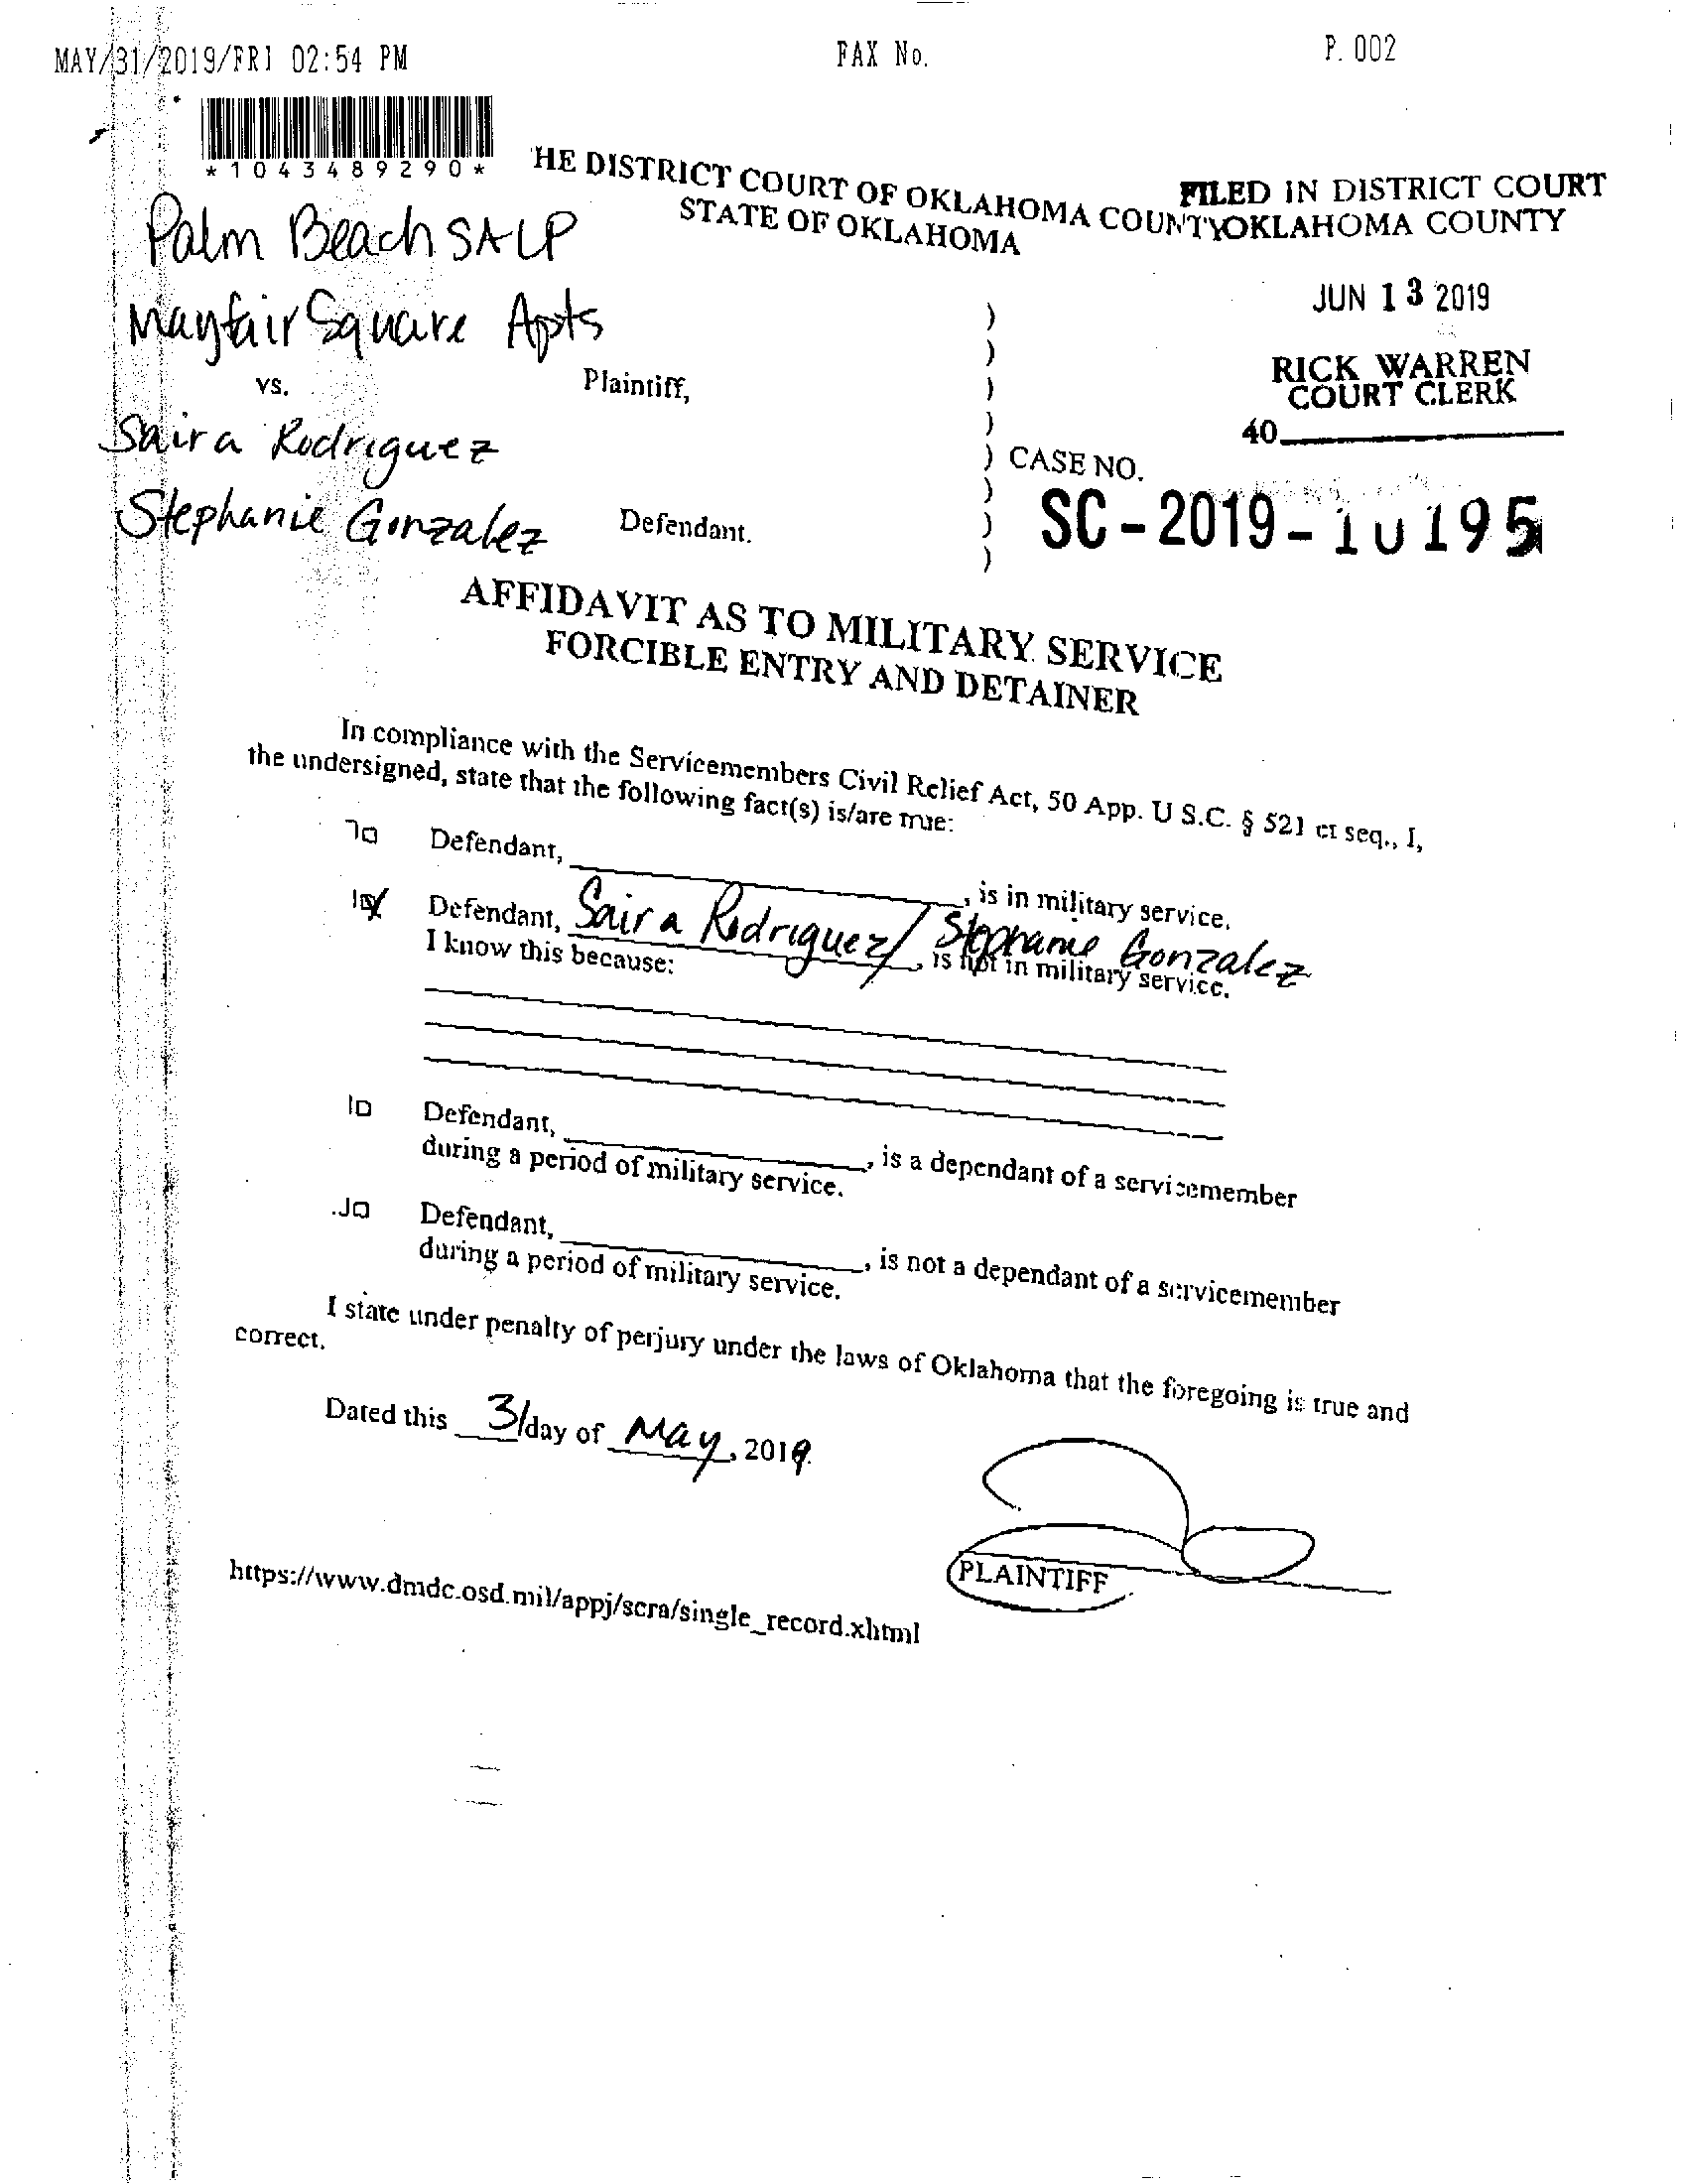 MAY/31/2019/FRI 02:54 PM FAX No. P. 002
*1043489290*
HE DISTRICT COURT OF OKLAHOMA COUNTY
STATE OF OKLAHOMA
FILED IN DISTRICT COURT
OKLAHOMA COUNTY
JUN 13 2019
RICK WARREN
COURT CLERK
40
Palm Beach SA LP
Mayfair Square Apts
Plaintiff,
vs.
Saira Rodriguez
Stephanie Gonzalez
Defendant.
CASE NO.
SC-2019-10195
AFFIDAVIT AS TO MILITARY SERVICE
FORCIBLE ENTRY AND DETAINER
In compliance with the Servicemembers Civil Relief Act, 50 App. U S.C. § 521 et seq., I,
the undersigned, state that the following fact(s) is/are true:
Defendant, , is in military service.
Defendant, Saira Rodriguez/ Stephanie Gonzalez, is not in military service.
I know this because:
Defendant, , is a dependant of a servicemember
during a period of military service.
Defendant, , is not a dependant of a servicemember
during a period of military service.
I state under penalty of perjury under the laws of Oklahoma that the foregoing is true and
correct.
Dated this 31 day of May, 2019.
PLAINTIFF
https://www.dmdc.osd.mil/appj/scra/single_record.xhtml